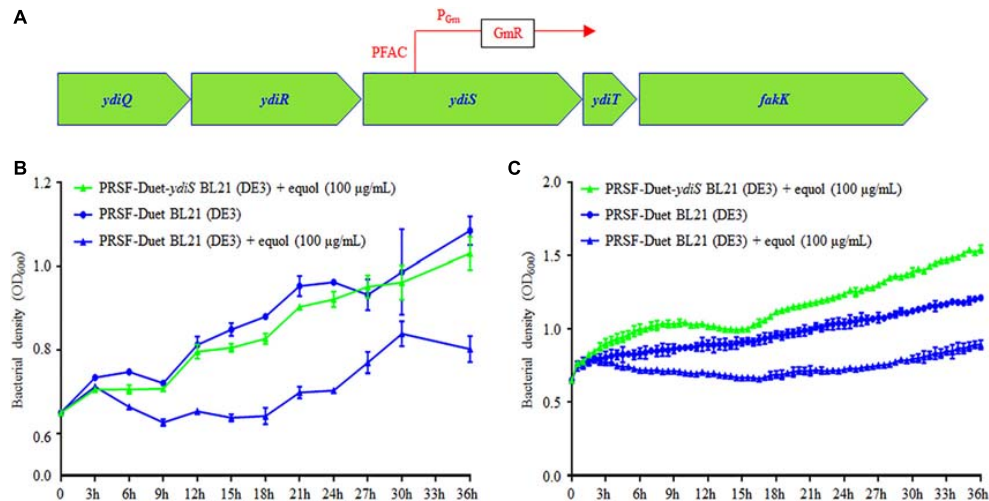 A
P_Gm
GmR
PFAC
ydiQ ydiR ydiS ydiT fakK
B
1.2
1.0
0.8
0.6
0.0
Bacterial density (OD600)
PRSF-Duet-ydiS BL21 (DE3) + equol (100 μg/mL)
PRSF-Duet BL21 (DE3)
PRSF-Duet BL21 (DE3) + equol (100 μg/mL)
0 3h 6h 9h 12h 15h 18h 21h 24h 27h 30h 33h 36h
C
2.0
1.5
1.0
0.5
0.0
Bacterial density (OD600)
PRSF-Duet-ydiS BL21 (DE3) + equol (100 μg/mL)
PRSF-Duet BL21 (DE3)
PRSF-Duet BL21 (DE3) + equol (100 μg/mL)
0 3h 6h 9h 12h 15h 18h 21h 24h 27h 30h 33h 36h